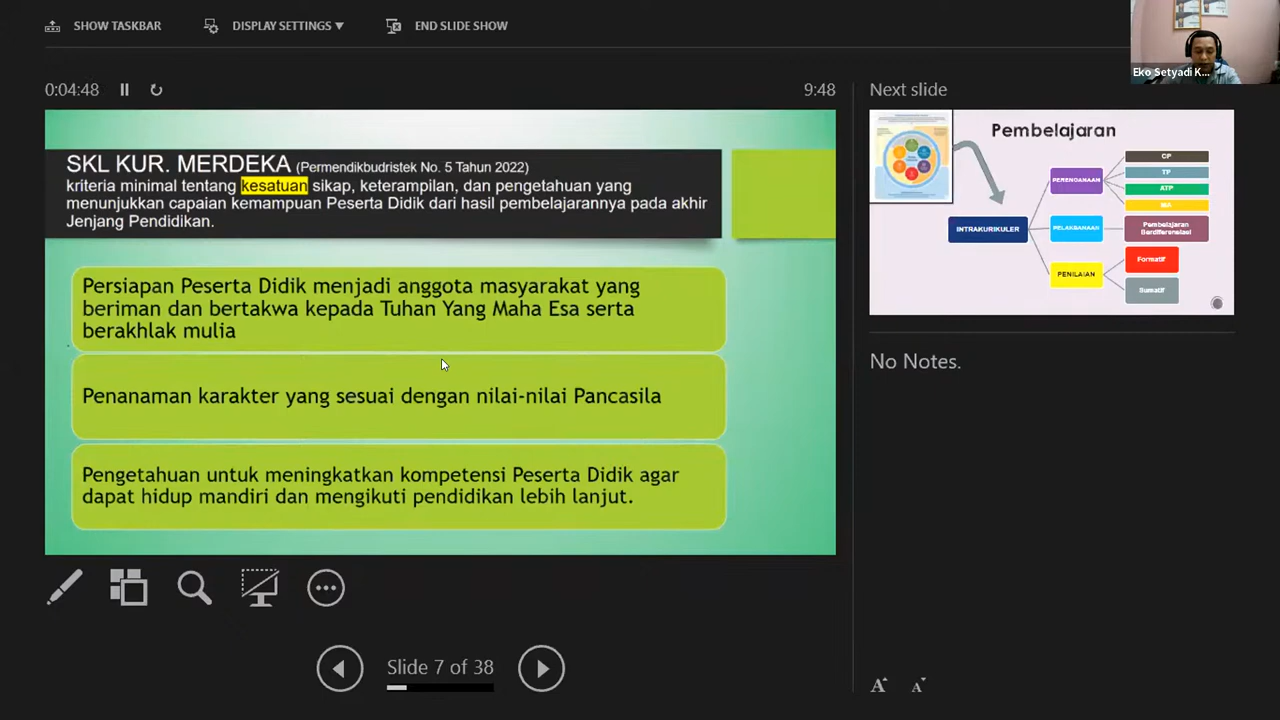 SHOW TASKBAR
DISPLAY SETTINGS
END SLIDE SHOW
Eko Setyadi K...
0:04:48
9:48
SKL KUR. MERDEKA (Permendikbudristek No. 5 Tahun 2022)
kriteria minimal tentang kesatuan sikap, keterampilan, dan pengetahuan yang
menunjukkan capaian kemampuan Peserta Didik dari hasil pembelajarannya pada akhir
Jenjang Pendidikan.
Persiapan Peserta Didik menjadi anggota masyarakat yang
beriman dan bertakwa kepada Tuhan Yang Maha Esa serta
berakhlak mulia
Penanaman karakter yang sesuai dengan nilai-nilai Pancasila
Pengetahuan untuk meningkatkan kompetensi Peserta Didik agar
dapat hidup mandiri dan mengikuti pendidikan lebih lanjut.
Slide 7 of 38
Next slide
Pembelajaran
INTRAKURIKULER
PERENCANAAN
CP
TP
ATP
MA
PELAKSANAAN
Pembelajaran
Berdiferensiasi
PENILAIAN
Formatif
Sumatif
No Notes.
A A